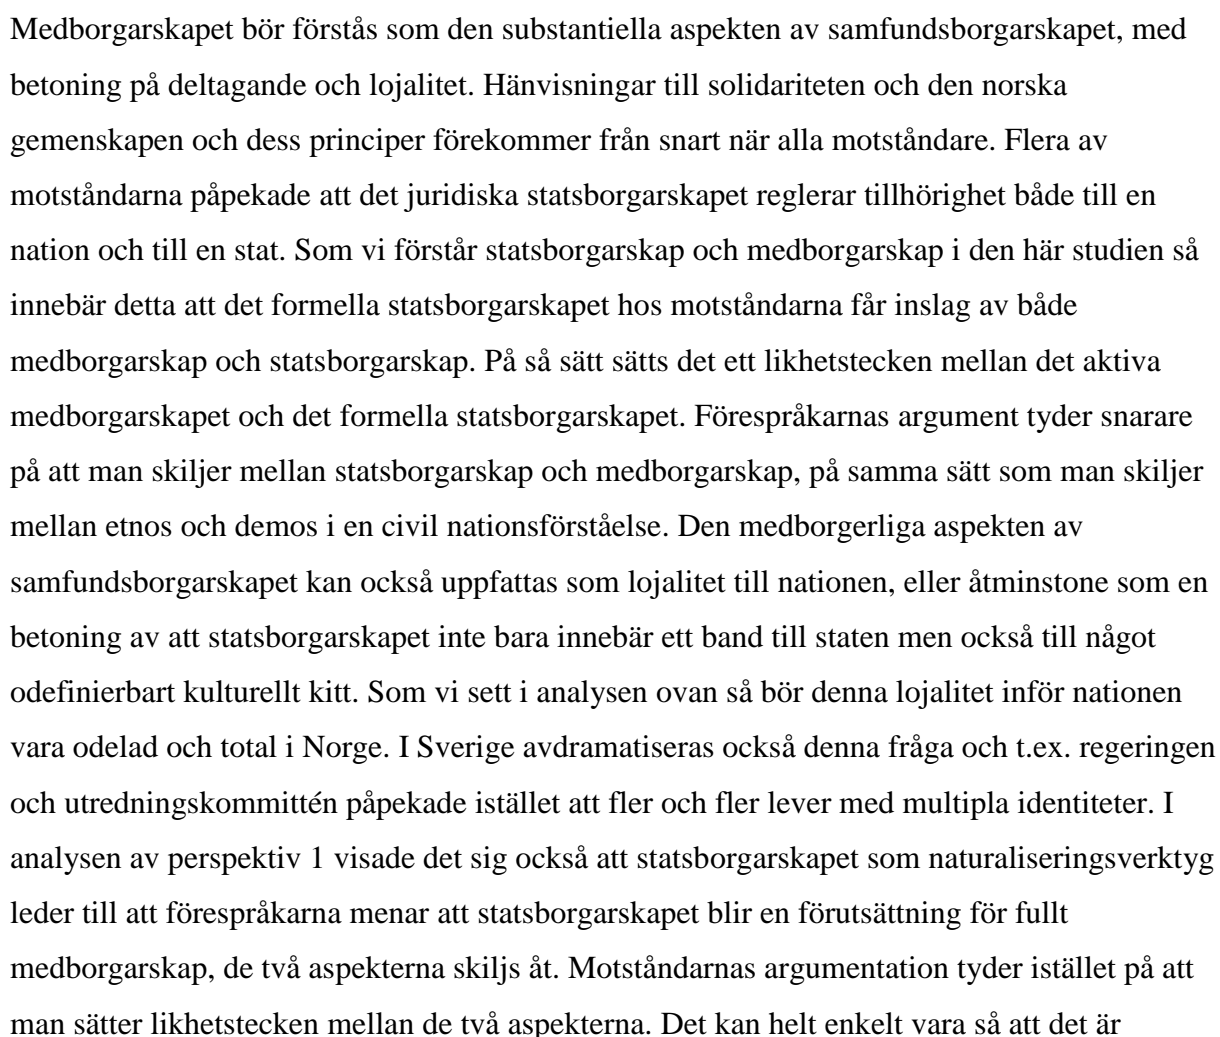 Medborgarskapet bör förstås som den substantiella aspekten av samfundsborgarskapet, med
betoning på deltagande och lojalitet. Hänvisningar till solidariteten och den norska
gemenskapen och dess principer förekommer från snart när alla motståndare. Flera av
motståndarna påpekade att det juridiska statsborgarskapet reglerar tillhörighet både till en
nation och till en stat. Som vi förstår statsborgarskap och medborgarskap i den här studien så
innebär detta att det formella statsborgarskapet hos motståndarna får inslag av både
medborgarskap och statsborgarskap. På så sätt sätts det ett likhetstecken mellan det aktiva
medborgarskapet och det formella statsborgarskapet. Förespråkarnas argument tyder snarare
på att man skiljer mellan statsborgarskap och medborgarskap, på samma sätt som man skiljer
mellan etnos och demos i en civil nationsförståelse. Den medborgerliga aspekten av
samfundsborgarskapet kan också uppfattas som lojalitet till nationen, eller åtminstone som en
betoning av att statsborgarskapet inte bara innebär ett band till staten men också till något
odefinierbart kulturellt kitt. Som vi sett i analysen ovan så bör denna lojalitet inför nationen
vara odelad och total i Norge. I Sverige avdramatiseras också denna fråga och t.ex. regeringen
och utredningskommittén påpekade istället att fler och fler lever med multipla identiteter. I
analysen av perspektiv 1 visade det sig också att statsborgarskapet som naturaliseringsverktyg
leder till att förespråkarna menar att statsborgarskapet blir en förutsättning för fullt
medborgarskap, de två aspekterna skiljs åt. Motståndarnas argumentation tyder istället på att
man sätter likhetstecken mellan de två aspekterna. Det kan helt enkelt vara så att det är